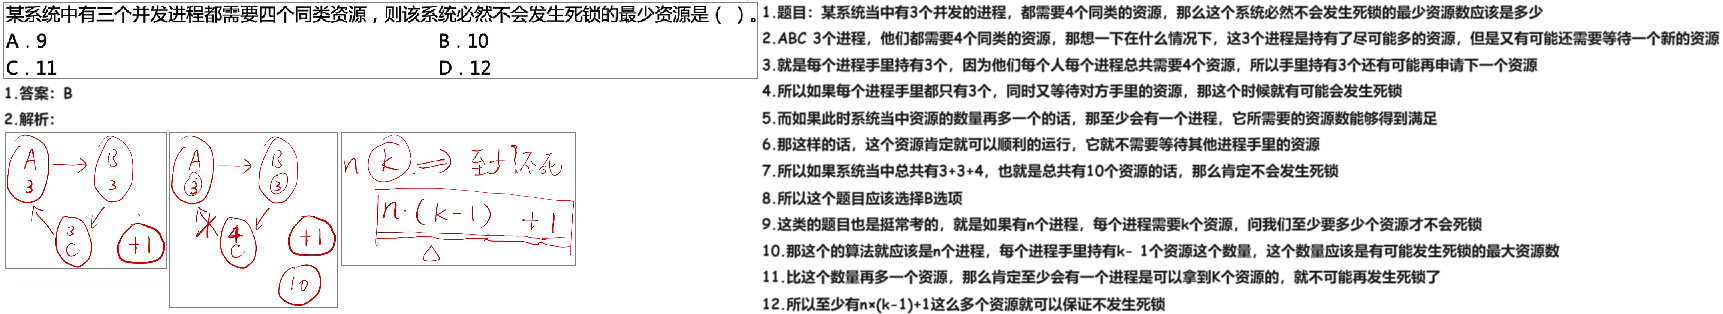 某系统中有三个并发进程都需要四个同类资源，则该系统必然不会发生死锁的最少资源是（ ）。
A．9 B．10
C．11 D．12
1.答案：B
2.解析：
A → B
3 3
3
C
+1
A → B
3 3
4
C
+1
10
n k ⇒ 至少？不死
n·(k-1) +1
1.题目：某系统当中有3个并发的进程，都需要4个同类的资源，那么这个系统必然不会发生死锁的最少资源数应该是多少
2.ABC 3个进程，他们都需要4个同类的资源，那想一下在什么情况下，这3个进程是持有了尽可能多的资源，但是又有可能还需要等待一个新的资源
3.就是每个进程手里持有3个，因为他们每个人每个进程总共需要4个资源，所以手里持有3个还有可能再申请下一个资源
4.所以如果每个进程手里都只有3个，同时又等待对方手里的资源，那这个时候就有可能会发生死锁
5.而如果此时系统当中资源的数量再多一个的话，那至少会有一个进程，它所需要的资源数能够得到满足
6.那这样的话，这个资源肯定就可以顺利的运行，它就不需要等待其他进程手里的资源
7.所以如果系统当中总共有3+3+4，也就是总共有10个资源的话，那么肯定不会发生死锁
8.所以这个题目应该选择B选项
9.这类的题目也是挺常考的，就是如果有n个进程，每个进程需要k个资源，问我们至少要多少个资源才不会死锁
10.那这个的算法就应该是n个进程，每个进程手里持有k- 1个资源这个数量，这个数量应该是有可能发生死锁的最大资源数
11.比这个数量再多一个资源，那么肯定至少会有一个进程是可以拿到K个资源的，就不可能再发生死锁了
12.所以至少有n×(k-1)+1这么多个资源就可以保证不发生死锁